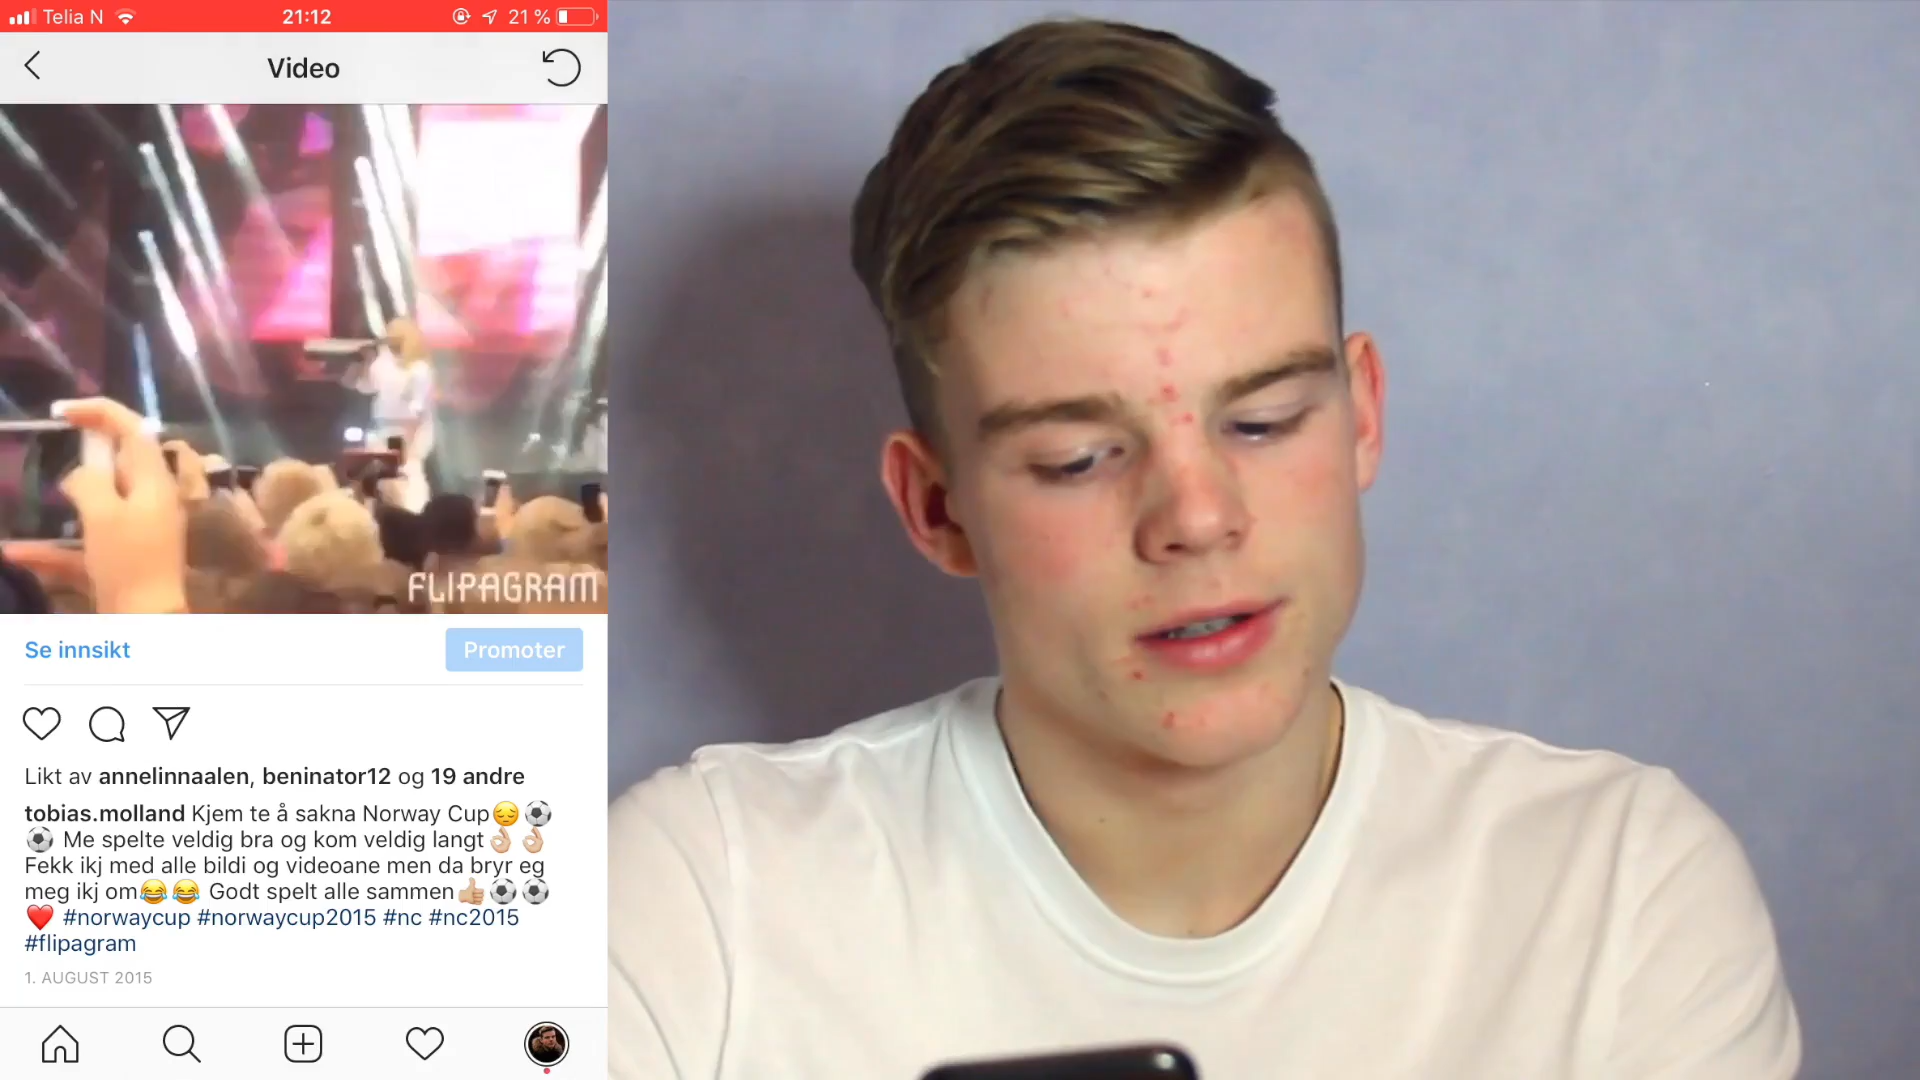 Telia N 21:12 21 %
Video
FLIPAGRAM
Se innsikt Promoter
Likt av annelinnaalen, beninator12 og 19 andre
tobias.molland Kjem te å sakna Norway Cup😔⚽
⚽ Me spelte veldig bra og kom veldig langt👌🏼👌🏼
Fekk ikj med alle bildi og videoane men da bryr eg
meg ikj om😂😂 Godt spelt alle sammen👍🏼⚽⚽
❤️ #norwaycup #norwaycup2015 #nc #nc2015
#flipagram
1. AUGUST 2015